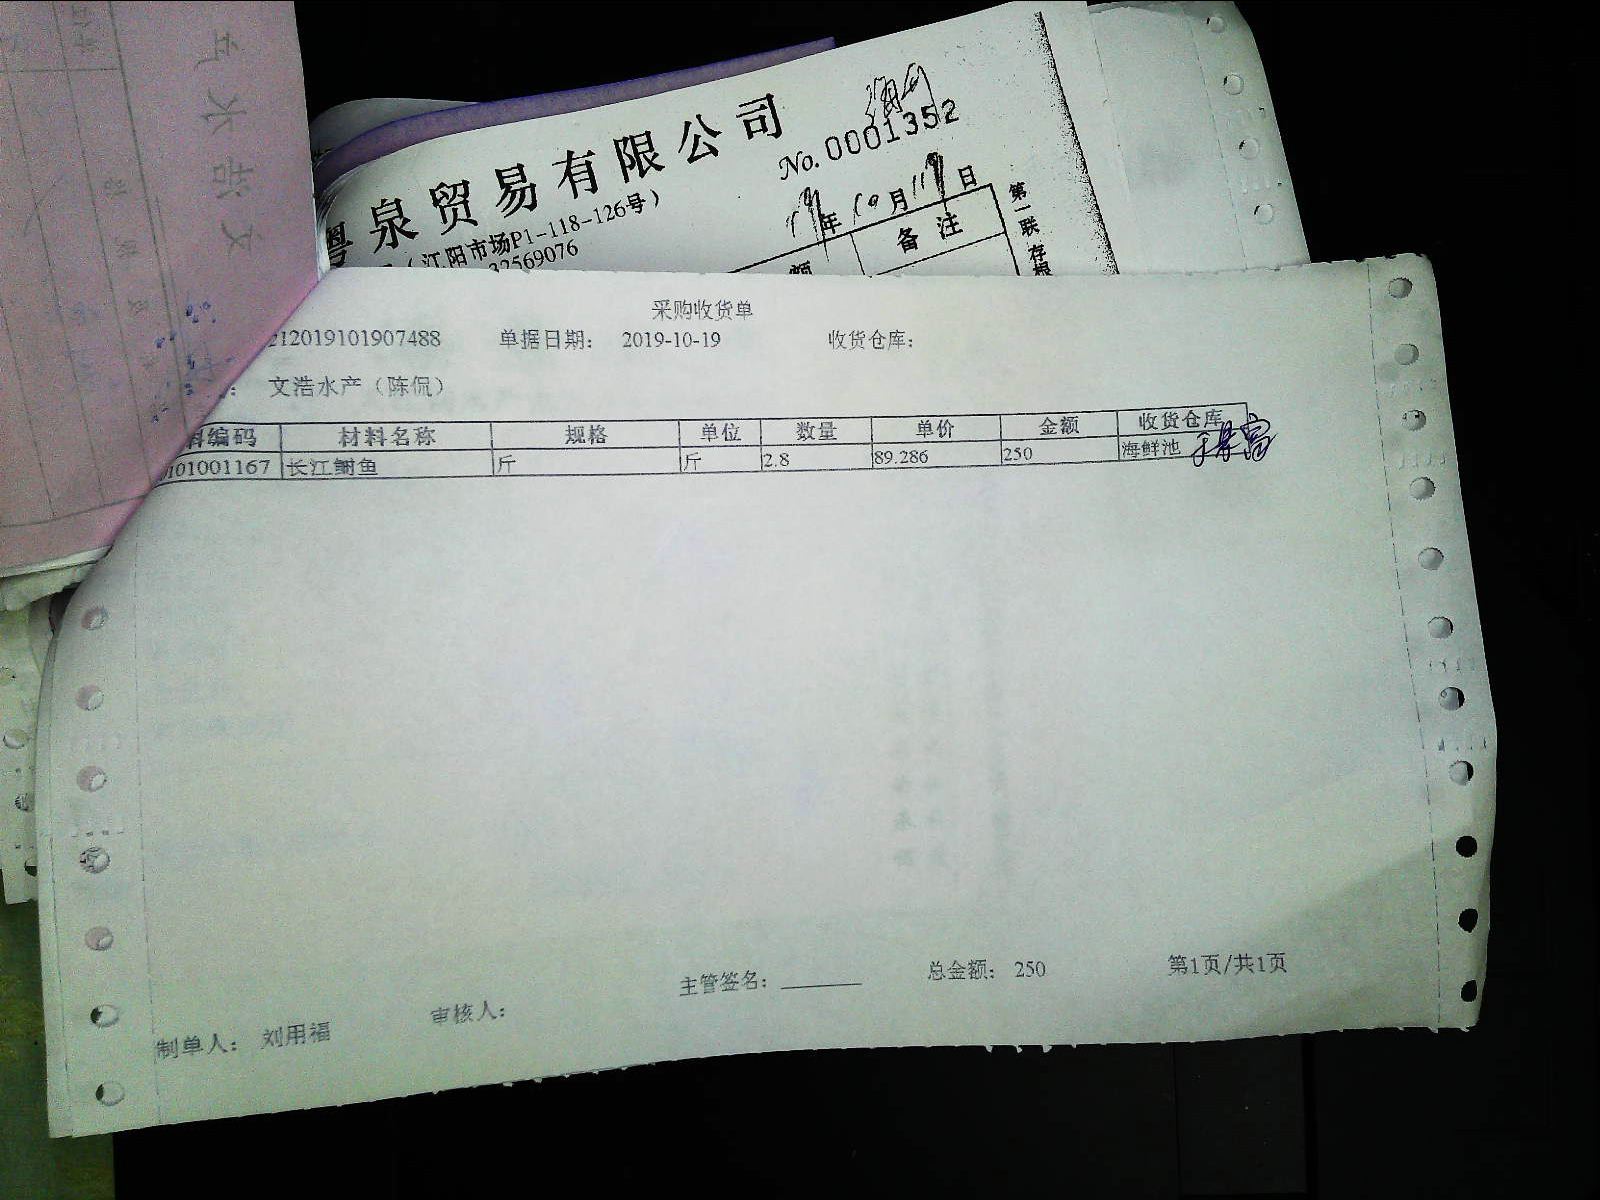 泉贸易有限公司
No. 0001352
（江阳市场P1-118-126号）
32569076
年10月19日
备注
额
第一联存根
采购收货单
212019101907488 单据日期： 2019-10-19 收货仓库：
文浩水产（陈侃）
料编码 材料名称 规格 单位 数量 单价 金额 收货仓库
0101001167 长江鮰鱼 斤 斤 2.8 89.286 250 海鲜池
主管签名： 总金额： 250 第1页/共1页
制单人： 刘用福 审核人：